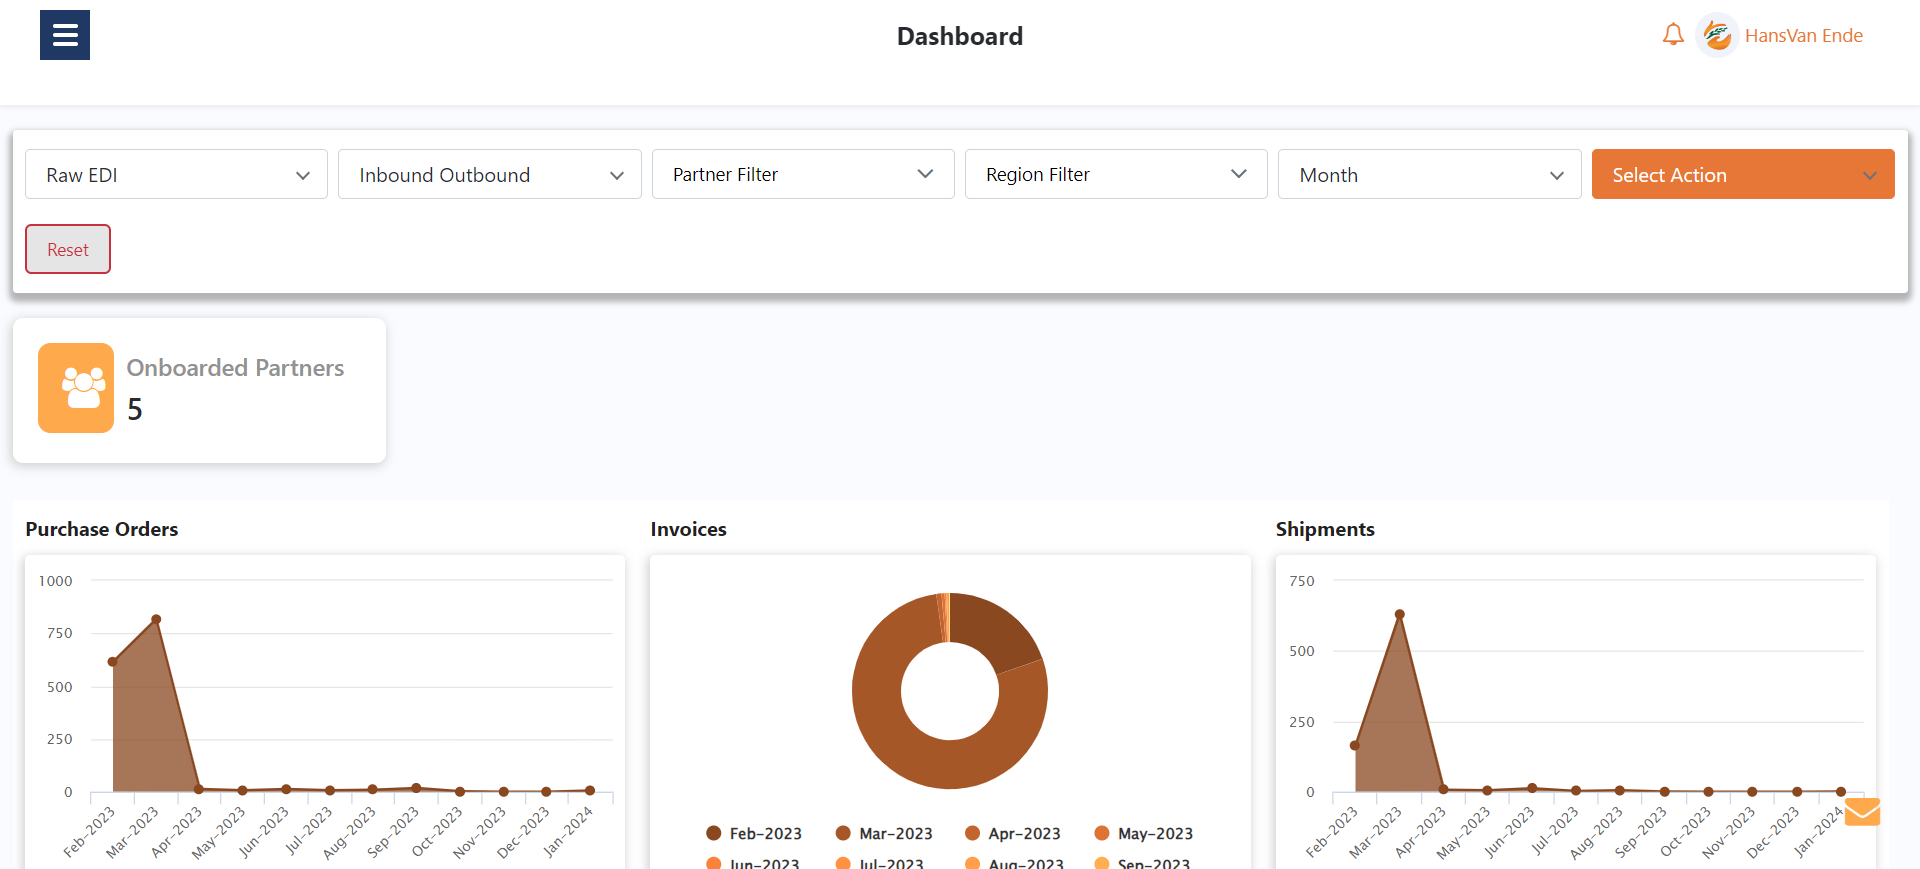 Dashboard
HansVan Ende
Raw EDI
Inbound Outbound
Partner Filter
Region Filter
Month
Select Action
Reset
Onboarded Partners
5
Purchase Orders
1000
750
500
250
0
Feb-2023
Mar-2023
Apr-2023
May-2023
Jun-2023
Jul-2023
Aug-2023
Sep-2023
Oct-2023
Nov-2023
Dec-2023
Jan-2024
Invoices
Feb-2023
Mar-2023
Apr-2023
May-2023
Jun-2023
Jul-2023
Aug-2023
Sep-2023
Shipments
750
500
250
0
Feb-2023
Mar-2023
Apr-2023
May-2023
Jun-2023
Jul-2023
Aug-2023
Sep-2023
Oct-2023
Nov-2023
Dec-2023
Jan-2024